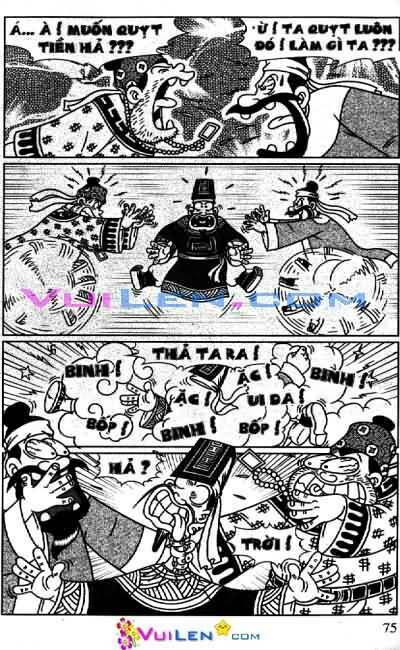 Á... À! MUỐN QUỴT
TIỀN HẢ???
Ừ! TA QUỴT LUÔN
ĐÓ! LÀM GÌ TA???
VUILEN.COM
THẢ TA RA!
BINH!
ẶC!
BINH!
BỐP!
ẶC!
BINH!
UI DA!
BỐP!
HẢ?
TRỜI!
75
VUILEN.COM